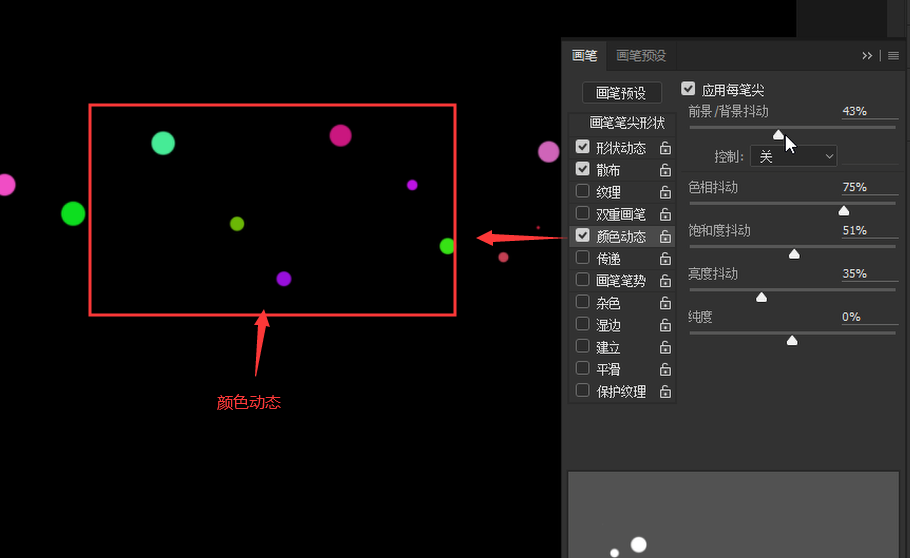 画笔 画笔预设
画笔预设
应用每笔尖
画笔笔尖形状
前景/背景抖动 43%
形状动态
控制: 关
散布
纹理
色相抖动 75%
双重画笔
颜色动态
饱和度抖动 51%
传递
画笔笔势
亮度抖动 35%
杂色
湿边
纯度 0%
建立
平滑
保护纹理
颜色动态